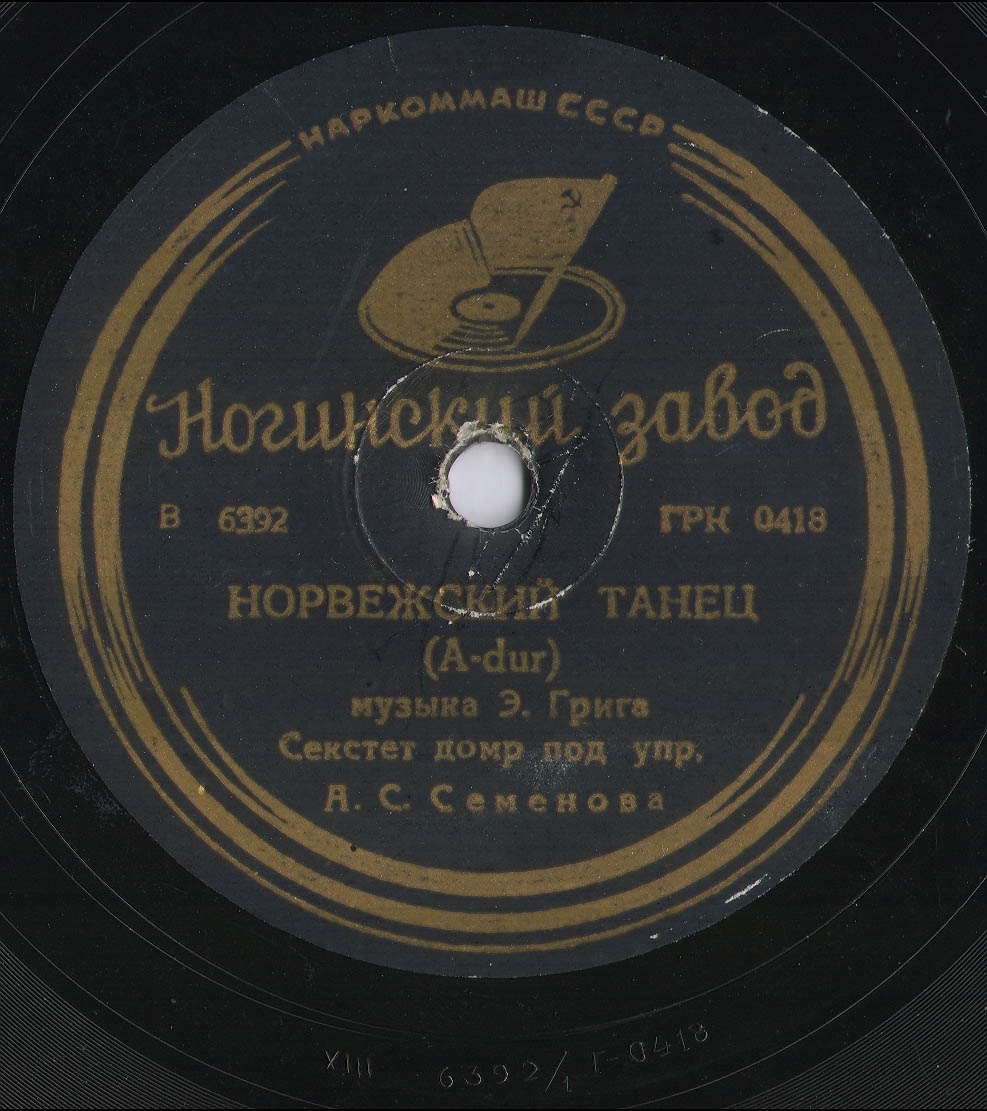 НАРКОММАШ СССР
Ногинский завод
В 6392 ГРК 0418
НОРВЕЖСКИЙ ТАНЕЦ
(A-dur)
музыка Э. Грига
Секстет домр под упр.
А. С. Семенова
XIII 6392/1 Г-0418